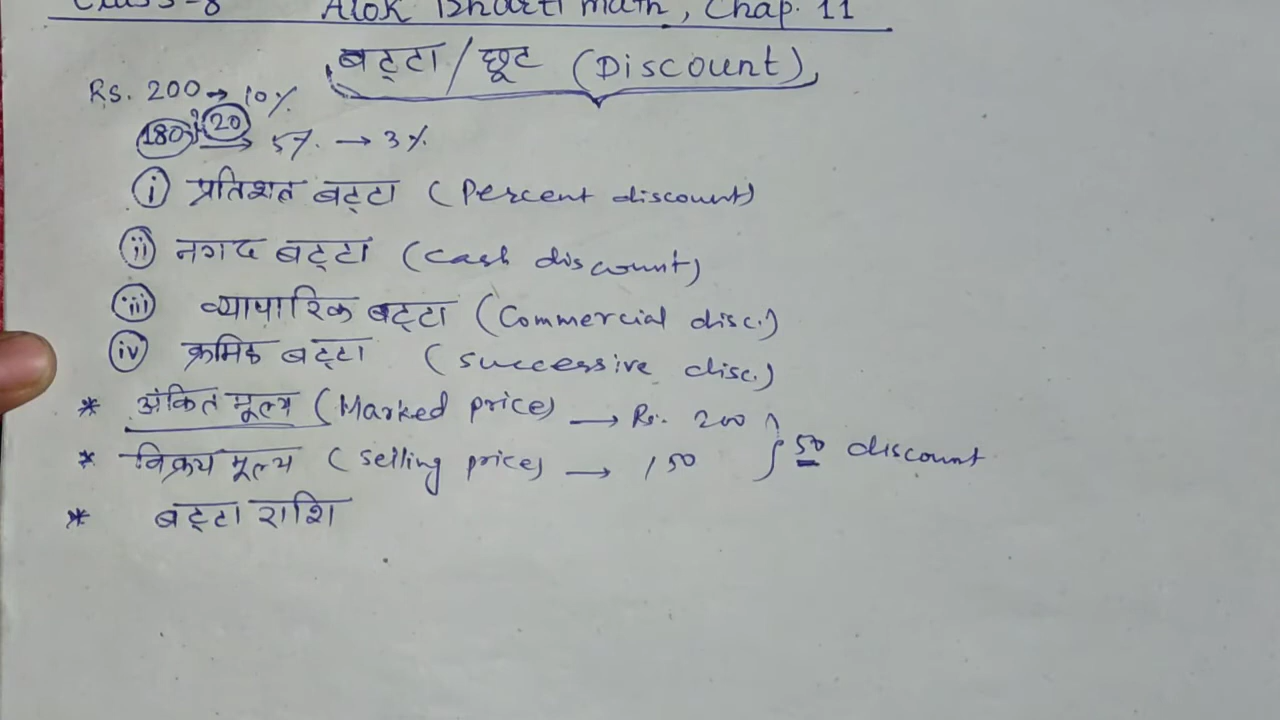 Class-8 Alok Bharti math, Chap. 11
बट्टा/छूट (Discount)
Rs. 200 → 10%
180 20 → 5% → 3%
(i) प्रतिशत बट्टा (Percent discount)
(ii) नगद बट्टा (cash discount)
(iii) व्यापारिक बट्टा (Commercial disc.)
(iv) क्रमिक बट्टा (successive disc.)
* अंकित मूल्य (Marked price) → Rs. 200
* विक्रय मूल्य (selling price) → 150 } 50 discount
* बट्टा राशि